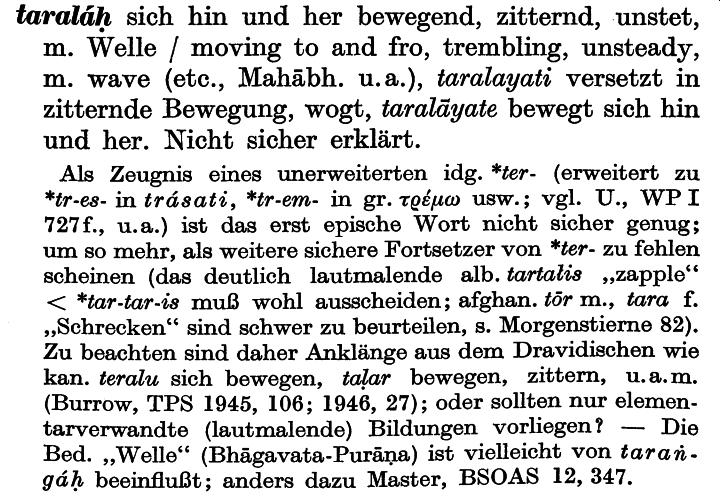 taraláḥ sich hin und her bewegend, zitternd, unstet,
m. Welle / moving to and fro, trembling, unsteady,
m. wave (etc., Mahābh. u. a.), taralayati versetzt in
zitternde Bewegung, wogt, taralāyate bewegt sich hin
und her. Nicht sicher erklärt.
Als Zeugnis eines unerweiterten idg. *ter- (erweitert zu
*tr-es- in trásati, *tr-em- in gr. τρέμω usw.; vgl. U., WP I
727 f., u. a.) ist das erst epische Wort nicht sicher genug;
um so mehr, als weitere sichere Fortsetzer von *ter- zu fehlen
scheinen (das deutlich lautmalende alb. tartalis „zapple“
< *tar-tar-is muß wohl ausscheiden; afghan. tōr m., tara f.
„Schrecken“ sind schwer zu beurteilen, s. Morgenstierne 82).
Zu beachten sind daher Anklänge aus dem Dravidischen wie
kan. teralu sich bewegen, taḷar bewegen, zittern, u. a. m.
(Burrow, TPS 1945, 106; 1946, 27); oder sollten nur elemen-
tarverwandte (lautmalende) Bildungen vorliegen? — Die
Bed. „Welle“ (Bhāgavata-Purāṇa) ist vielleicht von taraṅ-
gáḥ beeinflußt; anders dazu Master, BSOAS 12, 347.